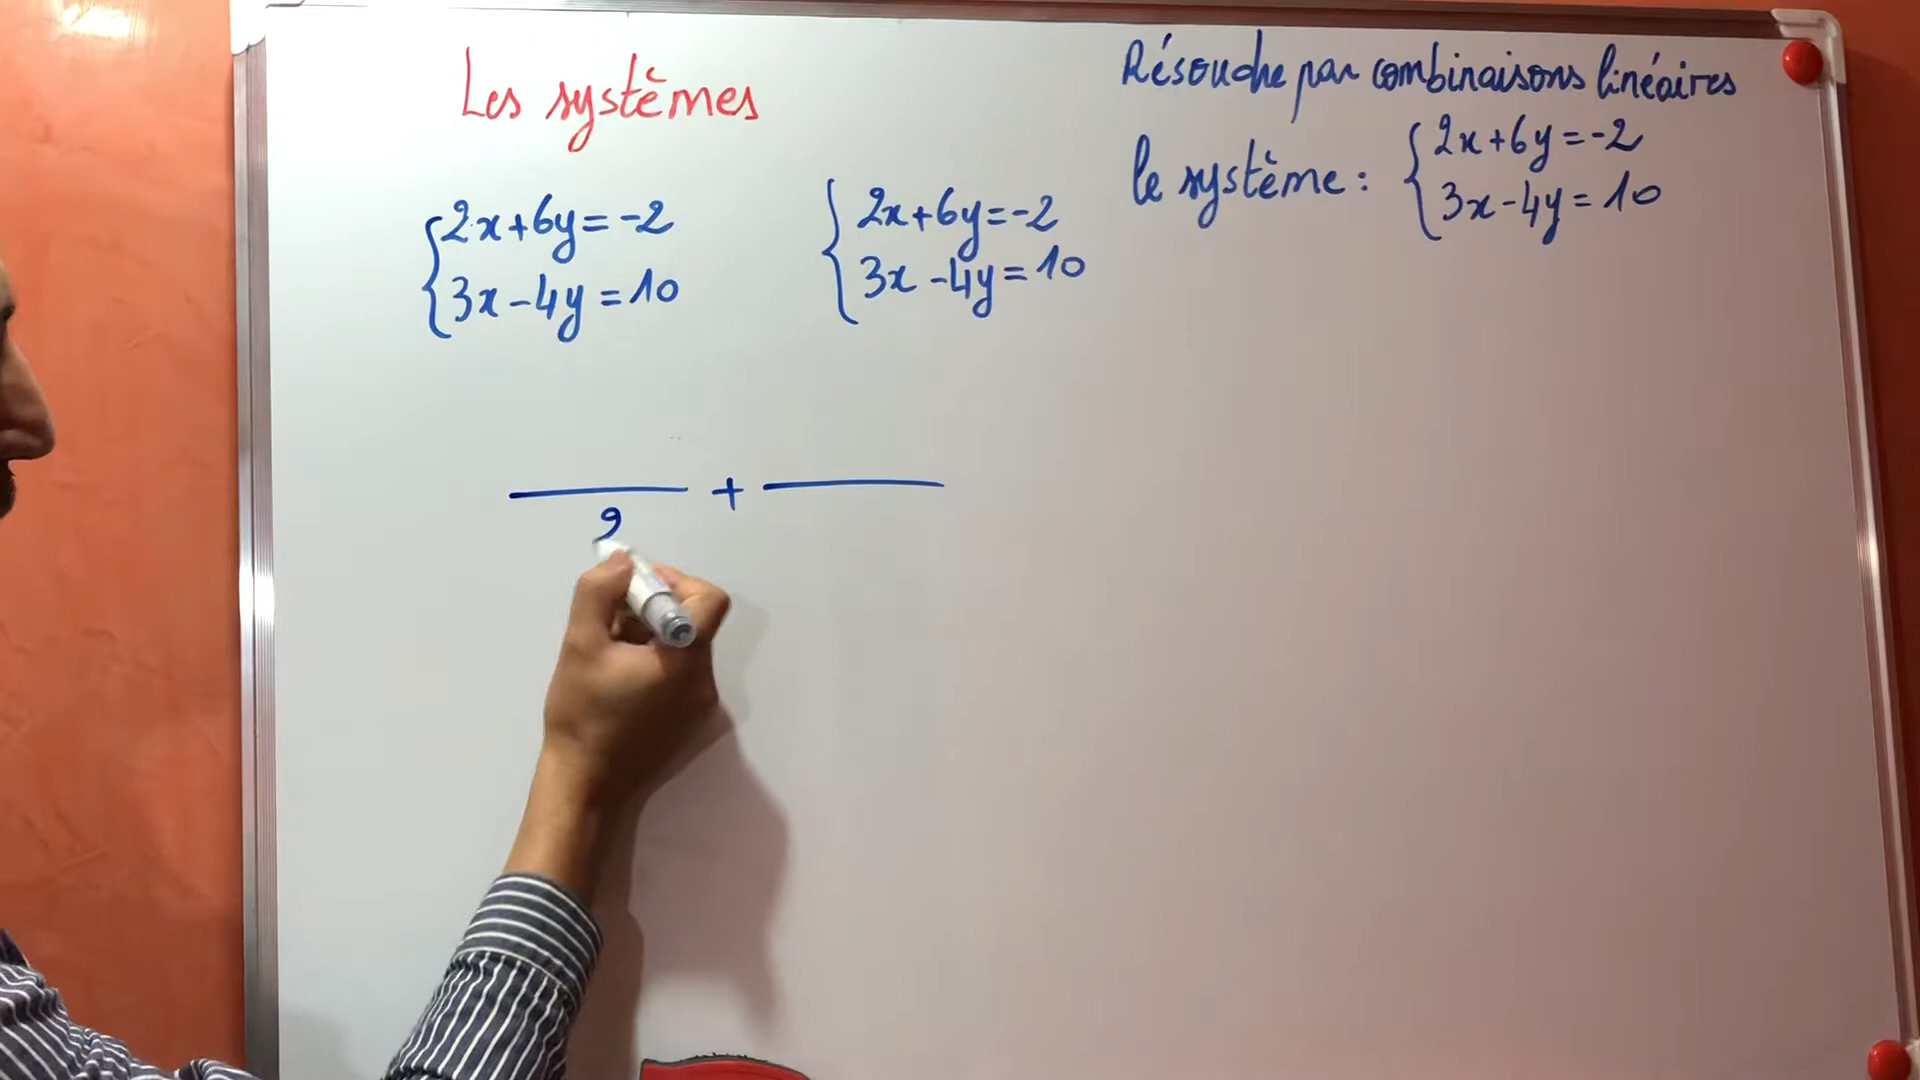 Les systèmes
{2x+6y=-2
{3x-4y=10
{2x+6y=-2
{3x-4y=10
Résoudre par combinaisons linéaires
le système : {2x+6y=-2
{3x-4y=10
+